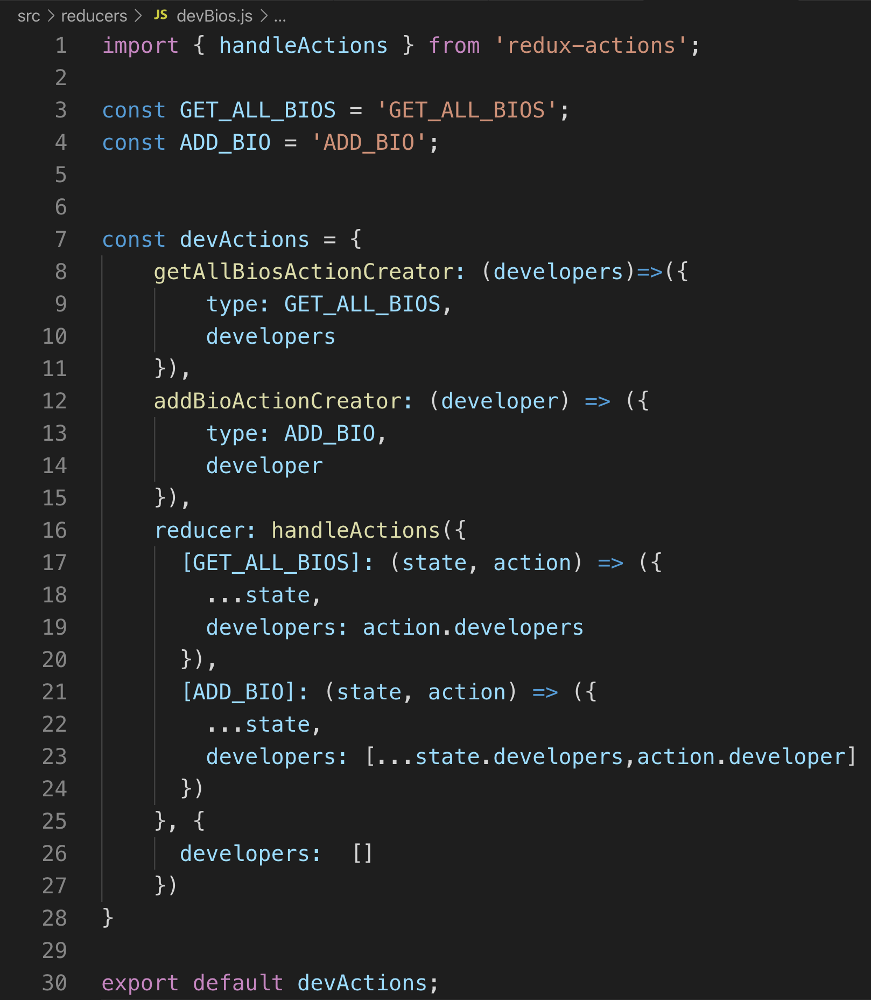 src > reducers > JS devBios.js > ...
1 import { handleActions } from 'redux-actions';
2
3 const GET_ALL_BIOS = 'GET_ALL_BIOS';
4 const ADD_BIO = 'ADD_BIO';
5
6
7 const devActions = {
8     getAllBiosActionCreator: (developers)=>({
9         type: GET_ALL_BIOS,
10         developers
11     }),
12     addBioActionCreator: (developer) => ({
13         type: ADD_BIO,
14         developer
15     }),
16     reducer: handleActions({
17       [GET_ALL_BIOS]: (state, action) => ({
18         ...state,
19         developers: action.developers
20       }),
21       [ADD_BIO]: (state, action) => ({
22         ...state,
23         developers: [...state.developers,action.developer]
24       })
25     }, {
26       developers:  []
27     })
28 }
29
30 export default devActions;